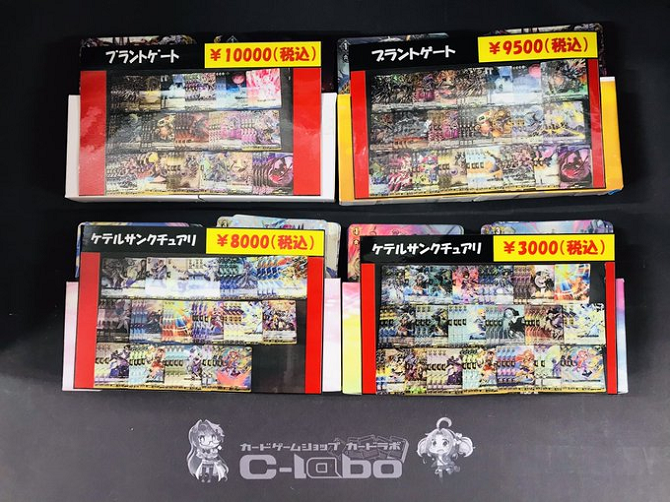 ブラントゲート
￥10000(税込)
ブラントゲート
￥9500(税込)
ケテルサンクチュアリ
￥8000(税込)
ケテルサンクチュアリ
￥3000(税込)
カードゲームショップ カードラボ
C-labo